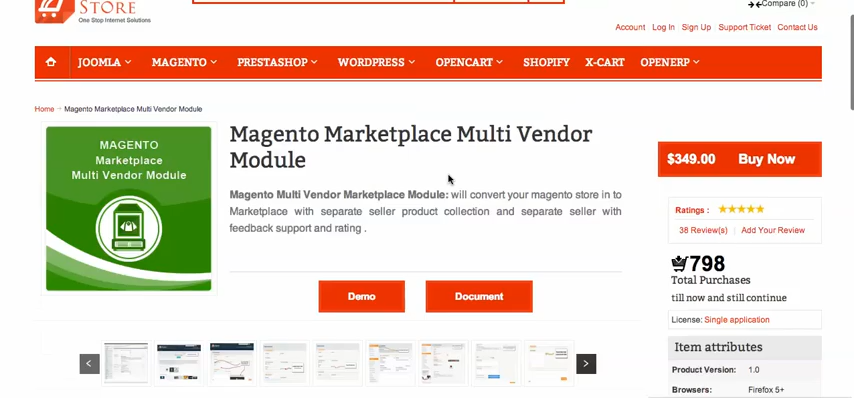 STORE
One Stop Internet Solutions
Compare (0)
Account Log In Sign Up Support Ticket Contact Us
JOOMLA MAGENTO PRESTASHOP WORDPRESS OPENCART SHOPIFY X-CART OPENERP
Home Magento Marketplace Multi Vendor Module
MAGENTO
Marketplace
Multi Vendor Module
Magento Marketplace Multi Vendor
Module
Magento Multi Vendor Marketplace Module: will convert your magento store in to
Marketplace with separate seller product collection and separate seller with
feedback support and rating .
Demo Document
$349.00 Buy Now
Ratings :
38 Review(s) | Add Your Review
798
Total Purchases
till now and still continue
License: Single application
Item attributes
Product Version: 1.0
Browsers: Firefox 5+